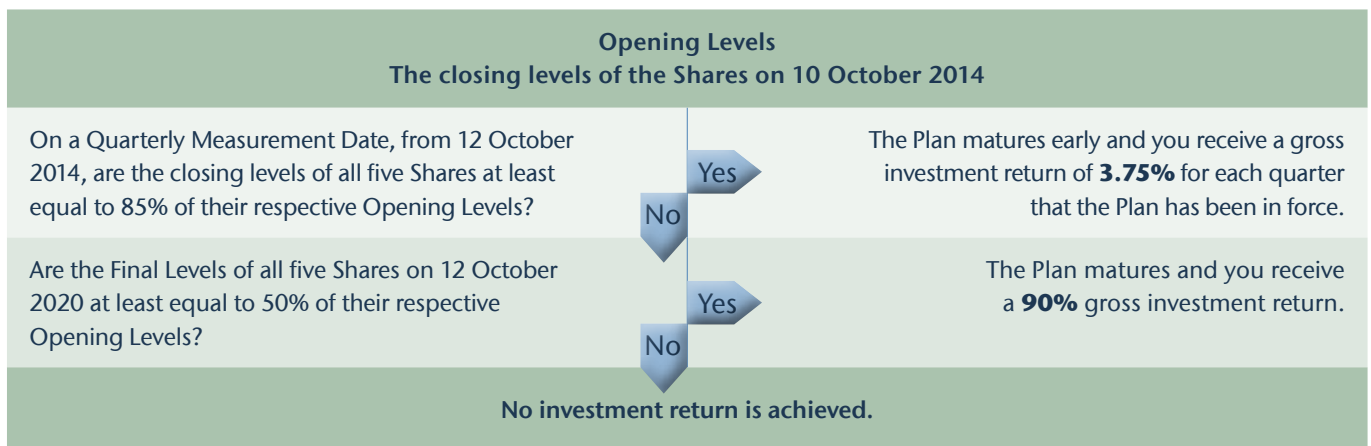 Opening Levels
The closing levels of the Shares on 10 October 2014
On a Quarterly Measurement Date, from 12 October
2014, are the closing levels of all five Shares at least
equal to 85% of their respective Opening Levels?
Yes
No
The Plan matures early and you receive a gross
investment return of 3.75% for each quarter
that the Plan has been in force.
Are the Final Levels of all five Shares on 12 October
2020 at least equal to 50% of their respective
Opening Levels?
Yes
No
The Plan matures and you receive
a 90% gross investment return.
No investment return is achieved.